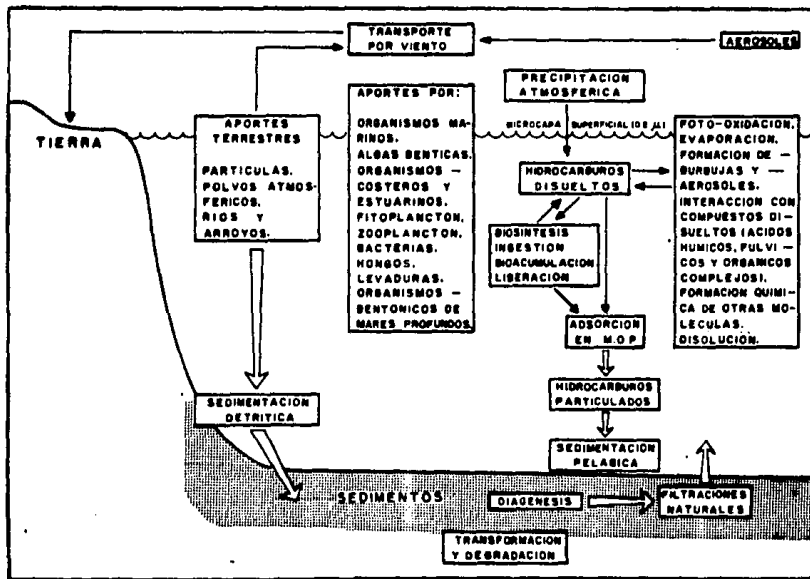 TRANSPORTE
POR VIENTO
AEROSOLES
PRECIPITACION
ATMOSFERICA
TIERRA
APORTES
TERRESTRES
PARTICULAS.
POLVOS ATMOS-
FERICOS.
RIOS Y
ARROYOS.
APORTES POR:
ORGANISMOS MA-
RINOS.
ALGAS BENTICAS.
ORGANISMOS -
COSTEROS Y
ESTUARINOS.
FITOPLANCTON.
ZOOPLANCTON.
BACTERIAS.
HONGOS.
LEVADURAS.
ORGANISMOS -
BENTONICOS DE
MARES PROFUNDOS.
MICROCAPA SUPERFICIAL
HIDROCARBUROS
DISUELTOS
BIOSINTESIS
INGESTION
BIOACUMULACION
LIBERACION
ADSORCION
EN M.O.P
HIDROCARBUROS
PARTICULADOS
SEDIMENTACION
PELAGICA
FOTO-OXIDACION.
EVAPORACION.
FORMACION DE -
BURBUJAS Y -
AEROSOLES.
INTERACCION CON
COMPUESTOS DI-
SUELTOS (ACIDOS
HUMICOS, FULVI -
COS Y ORGANICOS
COMPLEJOS).
FORMACION QUIMI-
CA DE OTRAS MO-
LECULAS.
DISOLUCION.
SEDIMENTACION
DETRITICA
SEDIMENTOS
DIAGENESIS
FILTRACIONES
NATURALES
TRANSFORMACION
Y DEGRADACION